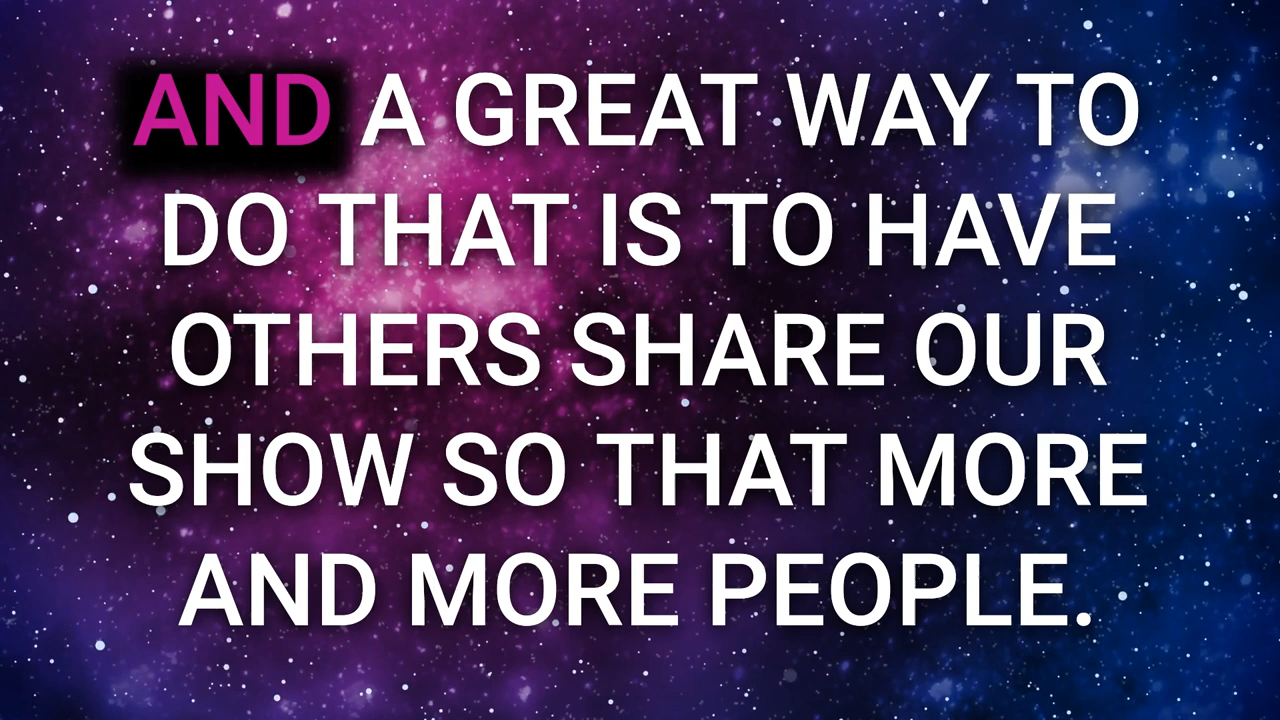 AND A GREAT WAY TO
DO THAT IS TO HAVE
OTHERS SHARE OUR
SHOW SO THAT MORE
AND MORE PEOPLE.